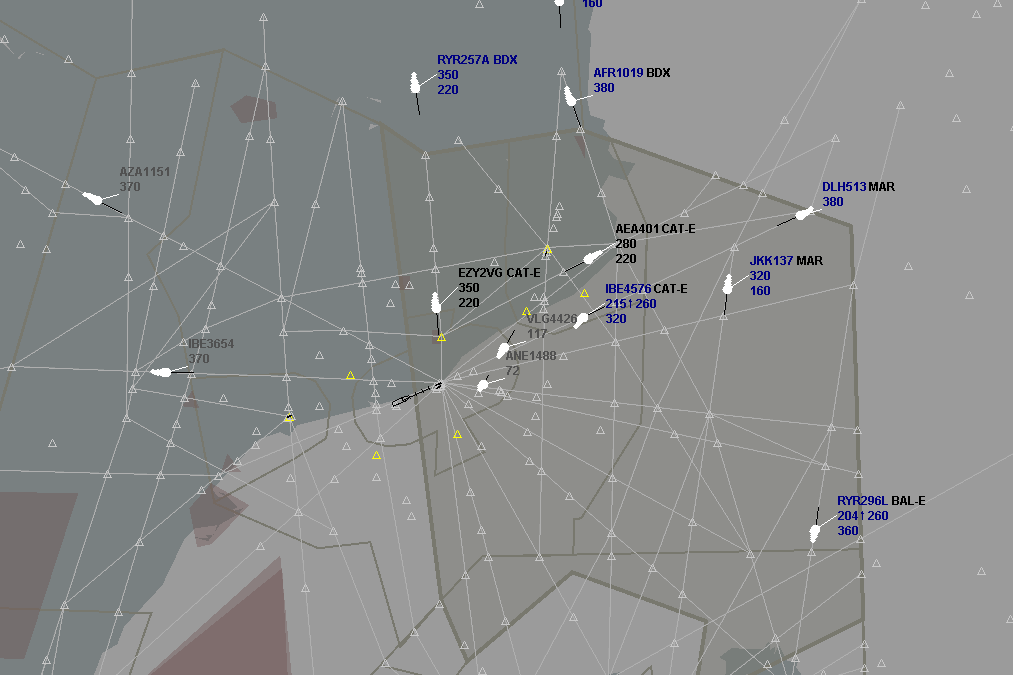 160
RYR257A BDX
350
220
AFR1019 BDX
380
AZA1151
370
DLH513 MAR
380
AEA401 CAT-E
280
220
JKK137 MAR
320
160
EZY2VG CAT-E
350
220
IBE4576 CAT-E
215↑260
320
VLG4426
117
IBE3654
370
ANE1488
72
RYR296L BAL-E
204↑260
360